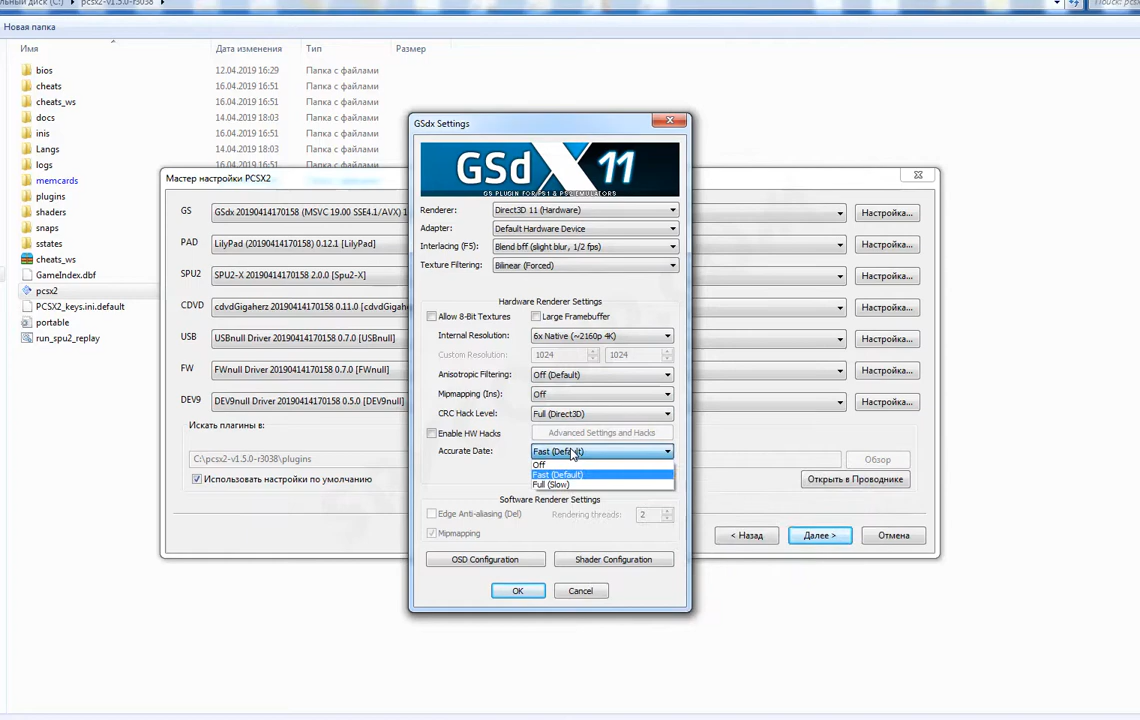 льный диск (C:) ▸ pcsx2-v1.5.0-r3038 ▸
Поиск: pcsx
Новая папка
Имя Дата изменения Тип Размер
bios 12.04.2019 16:29 Папка с файлами
cheats 16.04.2019 16:51 Папка с файлами
cheats_ws 16.04.2019 16:51 Папка с файлами
docs 14.04.2019 18:03 Папка с файлами
inis 16.04.2019 16:51 Папка с файлами
Langs 14.04.2019 18:03 Папка с файлами
logs 16.04.2019 16:51 Папка с файлами
memcards
plugins
shaders
snaps
sstates
cheats_ws
GameIndex.dbf
pcsx2
PCSX2_keys.ini.default
portable
run_spu2_replay
Мастер настройки PCSX2
GS GSdx 20190414170158 (MSVC 19.00 SSE4.1/AVX) 1 Настройка...
PAD LilyPad (20190414170158) 0.12.1 [LilyPad] Настройка...
SPU2 SPU2-X 20190414170158 2.0.0 [Spu2-X] Настройка...
CDVD cdvdGigaherz 20190414170158 0.11.0 [cdvdGigaherz Настройка...
USB USBnull Driver 20190414170158 0.7.0 [USBnull] Настройка...
FW FWnull Driver 20190414170158 0.7.0 [FWnull] Настройка...
DEV9 DEV9null Driver 20190414170158 0.5.0 [DEV9null] Настройка...
Искать плагины в:
C:\pcsx2-v1.5.0-r3038\plugins Обзор
Использовать настройки по умолчанию Открыть в Проводнике
< Назад Далее > Отмена
GSdx Settings
GSdX 11
GS PLUGIN FOR PS1 & PS2 EMULATORS
Renderer: Direct3D 11 (Hardware)
Adapter: Default Hardware Device
Interlacing (F5): Blend bff (slight blur, 1/2 fps)
Texture Filtering: Bilinear (Forced)
Hardware Renderer Settings
Allow 8-Bit Textures Large Framebuffer
Internal Resolution: 6x Native (~2160p 4K)
Custom Resolution: 1024 1024
Anisotropic Filtering: Off (Default)
Mipmapping (Ins): Off
CRC Hack Level: Full (Direct3D)
Enable HW Hacks Advanced Settings and Hacks
Accurate Date: Fast (Default)
Off
Fast (Default)
Full (Slow)
Software Renderer Settings
Edge Anti-aliasing (Del) Rendering threads: 2
Mipmapping
OSD Configuration Shader Configuration
OK Cancel